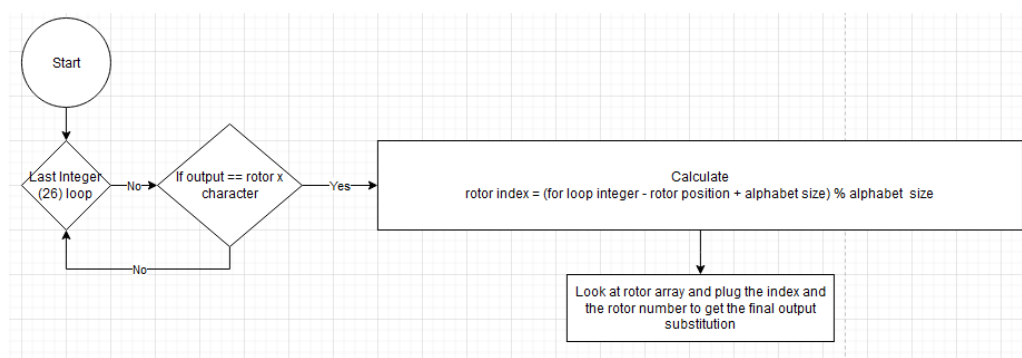 Start
Last Integer
(26) loop
No
If output == rotor x
character
Yes
Calculate
rotor index = (for loop integer - rotor position + alphabet size) % alphabet size
No
Look at rotor array and plug the index and
the rotor number to get the final output
substitution